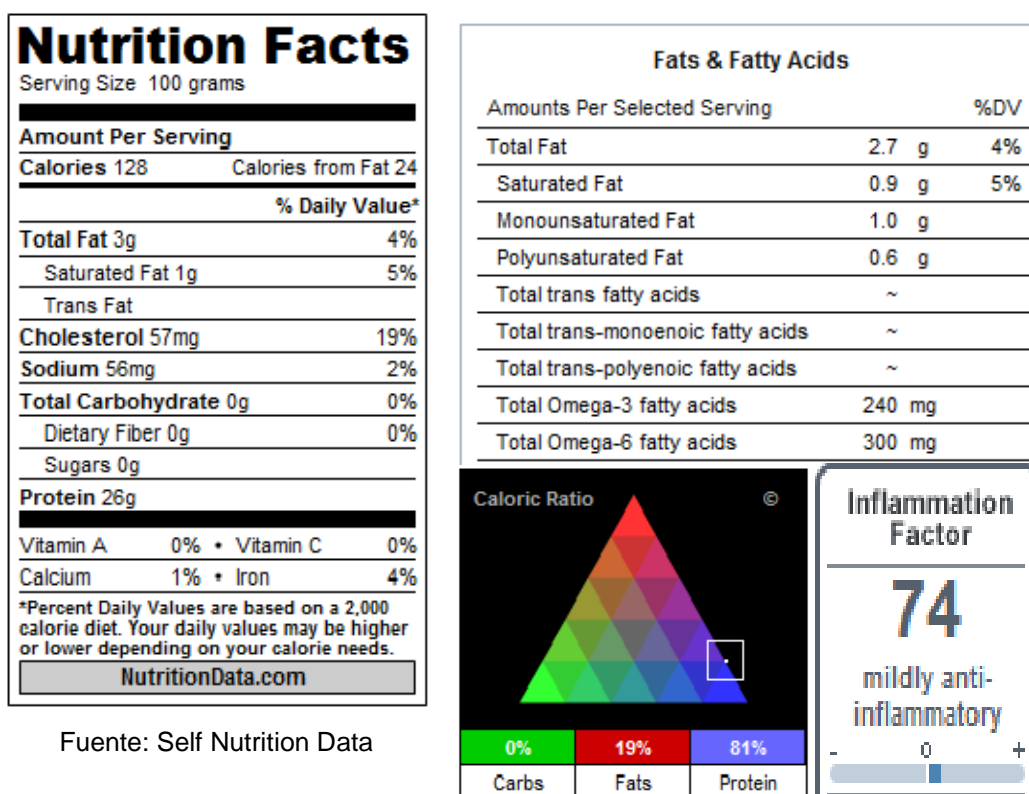 Nutrition Facts
Serving Size 100 grams
Amount Per Serving
Calories 128 Calories from Fat 24
% Daily Value*
Total Fat 3g 4%
Saturated Fat 1g 5%
Trans Fat
Cholesterol 57mg 19%
Sodium 56mg 2%
Total Carbohydrate 0g 0%
Dietary Fiber 0g 0%
Sugars 0g
Protein 26g
Vitamin A 0% • Vitamin C 0%
Calcium 1% • Iron 4%
*Percent Daily Values are based on a 2,000
calorie diet. Your daily values may be higher
or lower depending on your calorie needs.
NutritionData.com
Fuente: Self Nutrition Data
Fats & Fatty Acids
Amounts Per Selected Serving %DV
Total Fat 2.7 g 4%
Saturated Fat 0.9 g 5%
Monounsaturated Fat 1.0 g
Polyunsaturated Fat 0.6 g
Total trans fatty acids ~
Total trans-monoenoic fatty acids ~
Total trans-polyenoic fatty acids ~
Total Omega-3 fatty acids 240 mg
Total Omega-6 fatty acids 300 mg
Caloric Ratio ©
0% 19% 81%
Carbs Fats Protein
Inflammation
Factor
74
mildly anti-
inflammatory
- 0 +